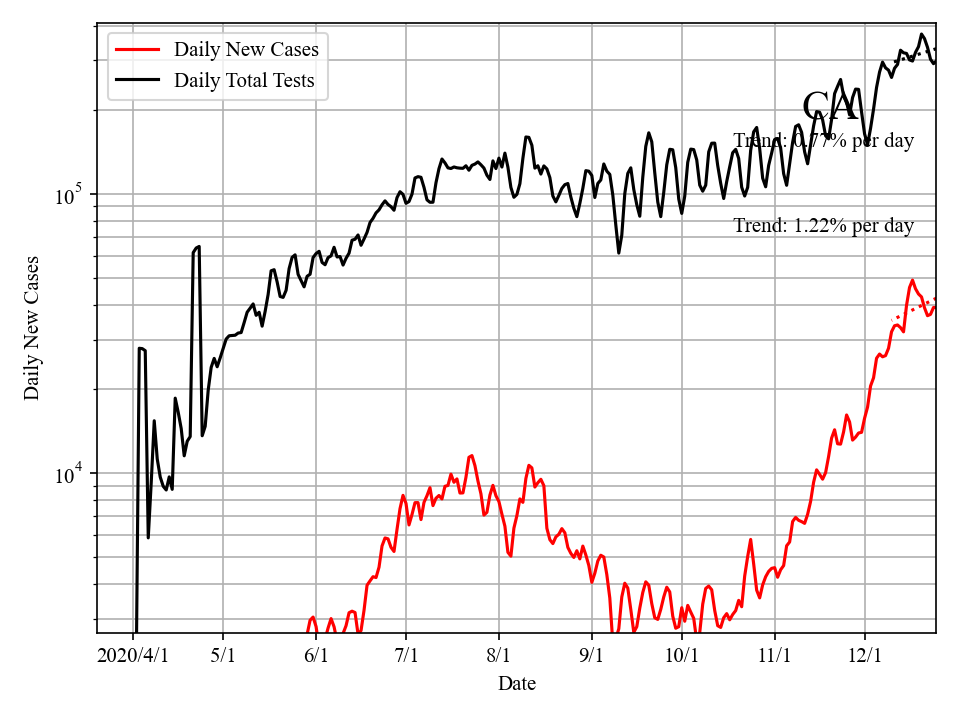 Daily New Cases
Daily Total Tests
CA
Trend: 0.77% per day
Trend: 1.22% per day
10^5
10^4
Daily New Cases
2020/4/1 5/1 6/1 7/1 8/1 9/1 10/1 11/1 12/1
Date